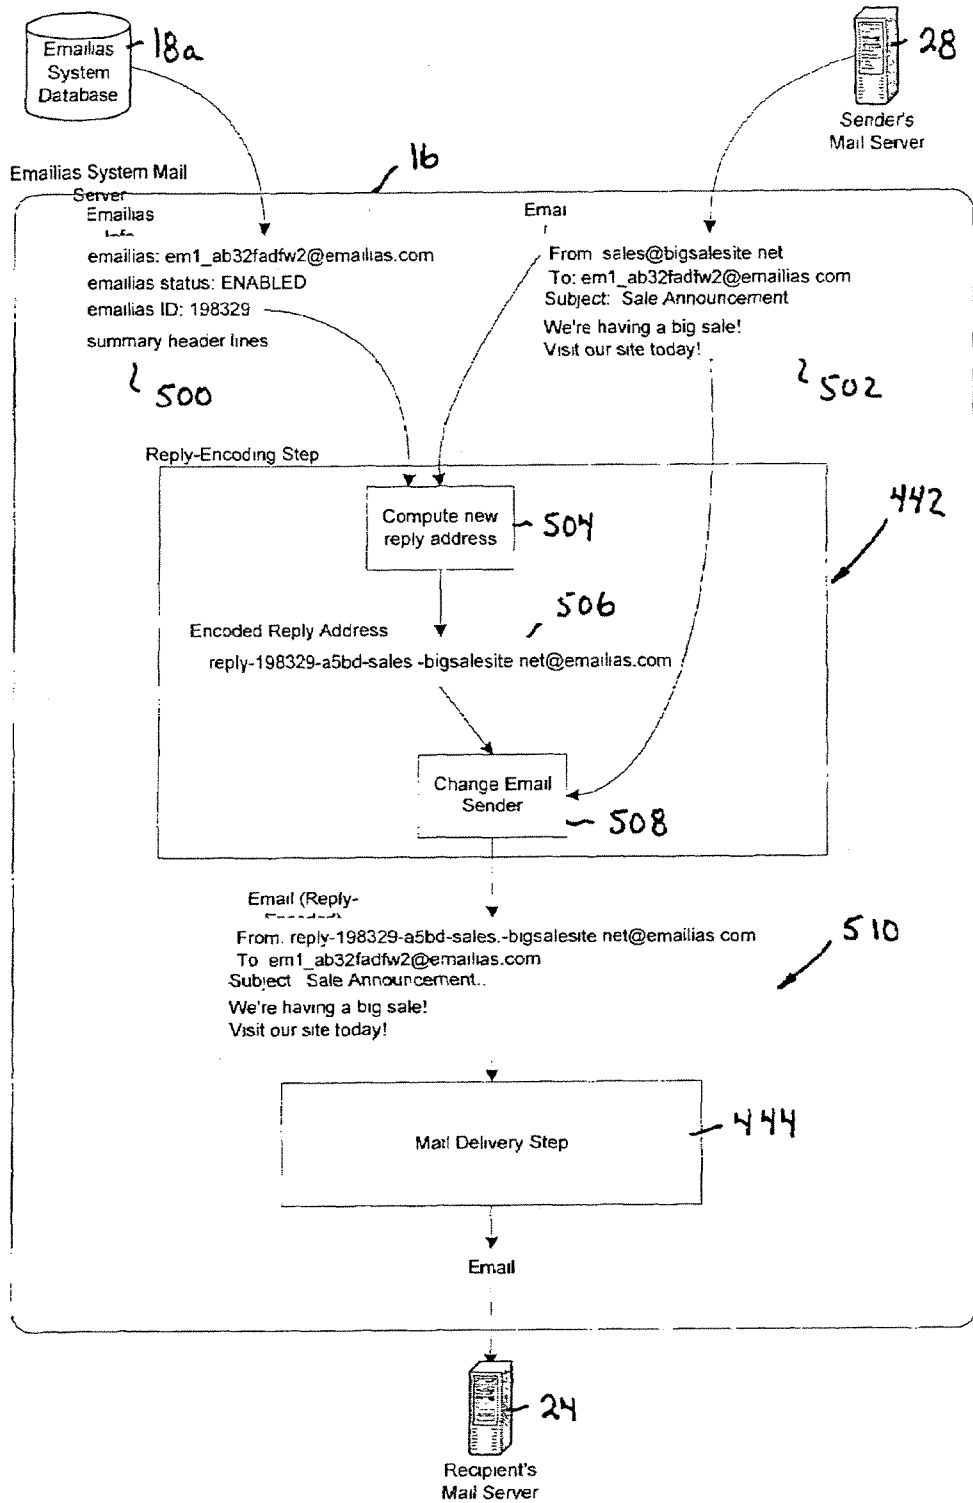 Emailias
System
Database
18a
28
Sender's
Mail Server
Emailias System Mail
Server
16
Emailias
Info
emailias: em1_ab32fadfw2@emailias.com
emailias status: ENABLED
emailias ID: 198329
summary header lines
500
Emai
From sales@bigsalesite net
To: em1_ab32fadfw2@emailias com
Subject: Sale Announcement
We're having a big sale!
Visit our site today!
502
Reply-Encoding Step
442
Compute new
reply address
504
506
Encoded Reply Address
reply-198329-a5bd-sales -bigsalesite net@emailias.com
Change Email
Sender
508
Email (Reply-
Encoded)
From. reply-198329-a5bd-sales.-bigsalesite net@emailias com
To em1_ab32fadfw2@emailias.com
Subject Sale Announcement..
We're having a big sale!
Visit our site today!
510
Mail Delivery Step
444
Email
24
Recipient's
Mail Server